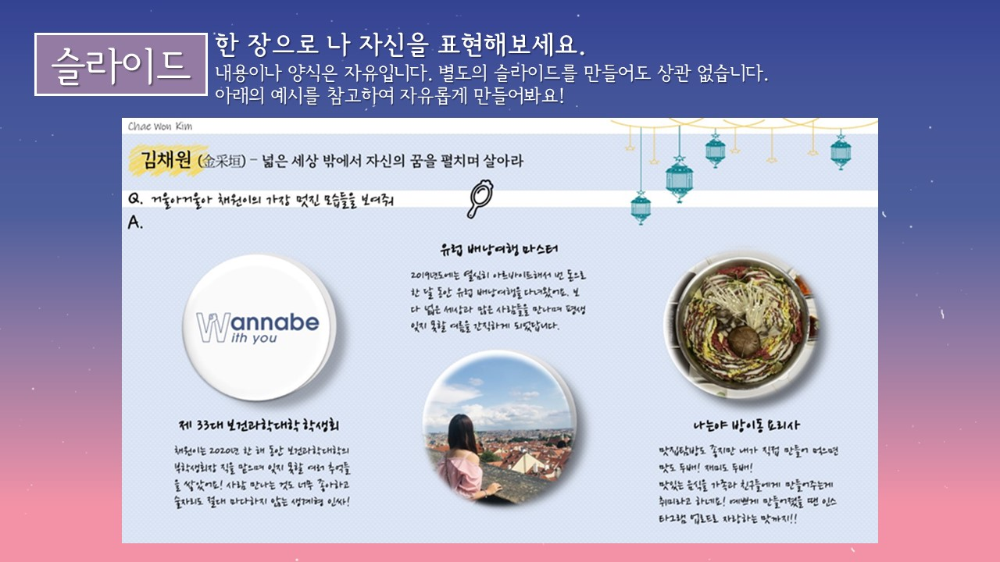 슬라이드
한 장으로 나 자신을 표현해보세요.
내용이나 양식은 자유입니다. 별도의 슬라이드를 만들어도 상관 없습니다.
아래의 예시를 참고하여 자유롭게 만들어봐요!
Chae Won Kim
김채원 (金采垣) - 넓은 세상 밖에서 자신의 꿈을 펼치며 살아라
Q. 거울아거울아 채원이의 가장 멋진 모습들을 보여줘
A.
Wannabe
ith you
제 33대 보건과학대학 학생회
채원이는 2020년 한 해 동안 보건과학대학의
부학생회장 직을 맡으며 잊지 못할 여러 추억들
을 쌓았어요! 사람 만나는 것도 너무 좋아하고
술자리도 절대 마다하지 않는 생계형 인싸!
유럽 배낭여행 마스터
2019년도에는 열심히 아르바이트해서 번 돈으로
한 달 동안 유럽 배낭여행을 다녀왔어요. 보
다 넓은 세상과 많은 사람들을 만나며 평생
잊지 못할 여름을 간직하게 되었답니다.
나는야 방이동 요리사
맛집탐방도 좋지만 내가 직접 만들어 먹으면
맛도 두배! 재미도 두배!
맛있는 음식을 가족과 친구들에게 만들어주는게
취미라고 하네요! 예쁘게 만들어졌을 땐 인스
타그램 업로드로 자랑하는 맛까지!!